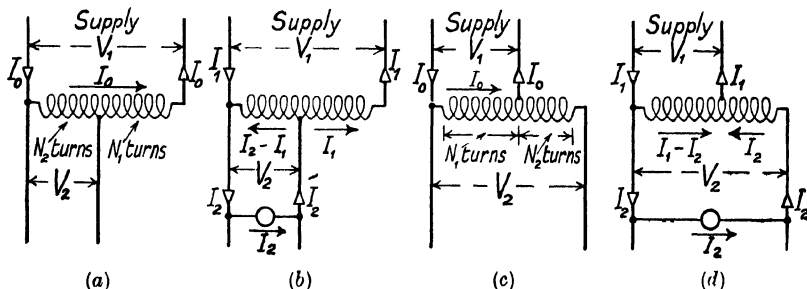 Supply
V₁
I₀
I₀
I₀
N₂ turns
N₁ turns
V₂
(a)
Supply
V₁
I₁
I₁
I₂ - I₁
I₁
V₂
I₂
I₂
I₂
(b)
Supply
V₁
I₀
I₀
I₀
N₁ turns
N₂ turns
V₂
(c)
Supply
V₁
I₁
I₁
I₁ - I₂
I₂
V₂
I₂
I₂
I₂
(d)